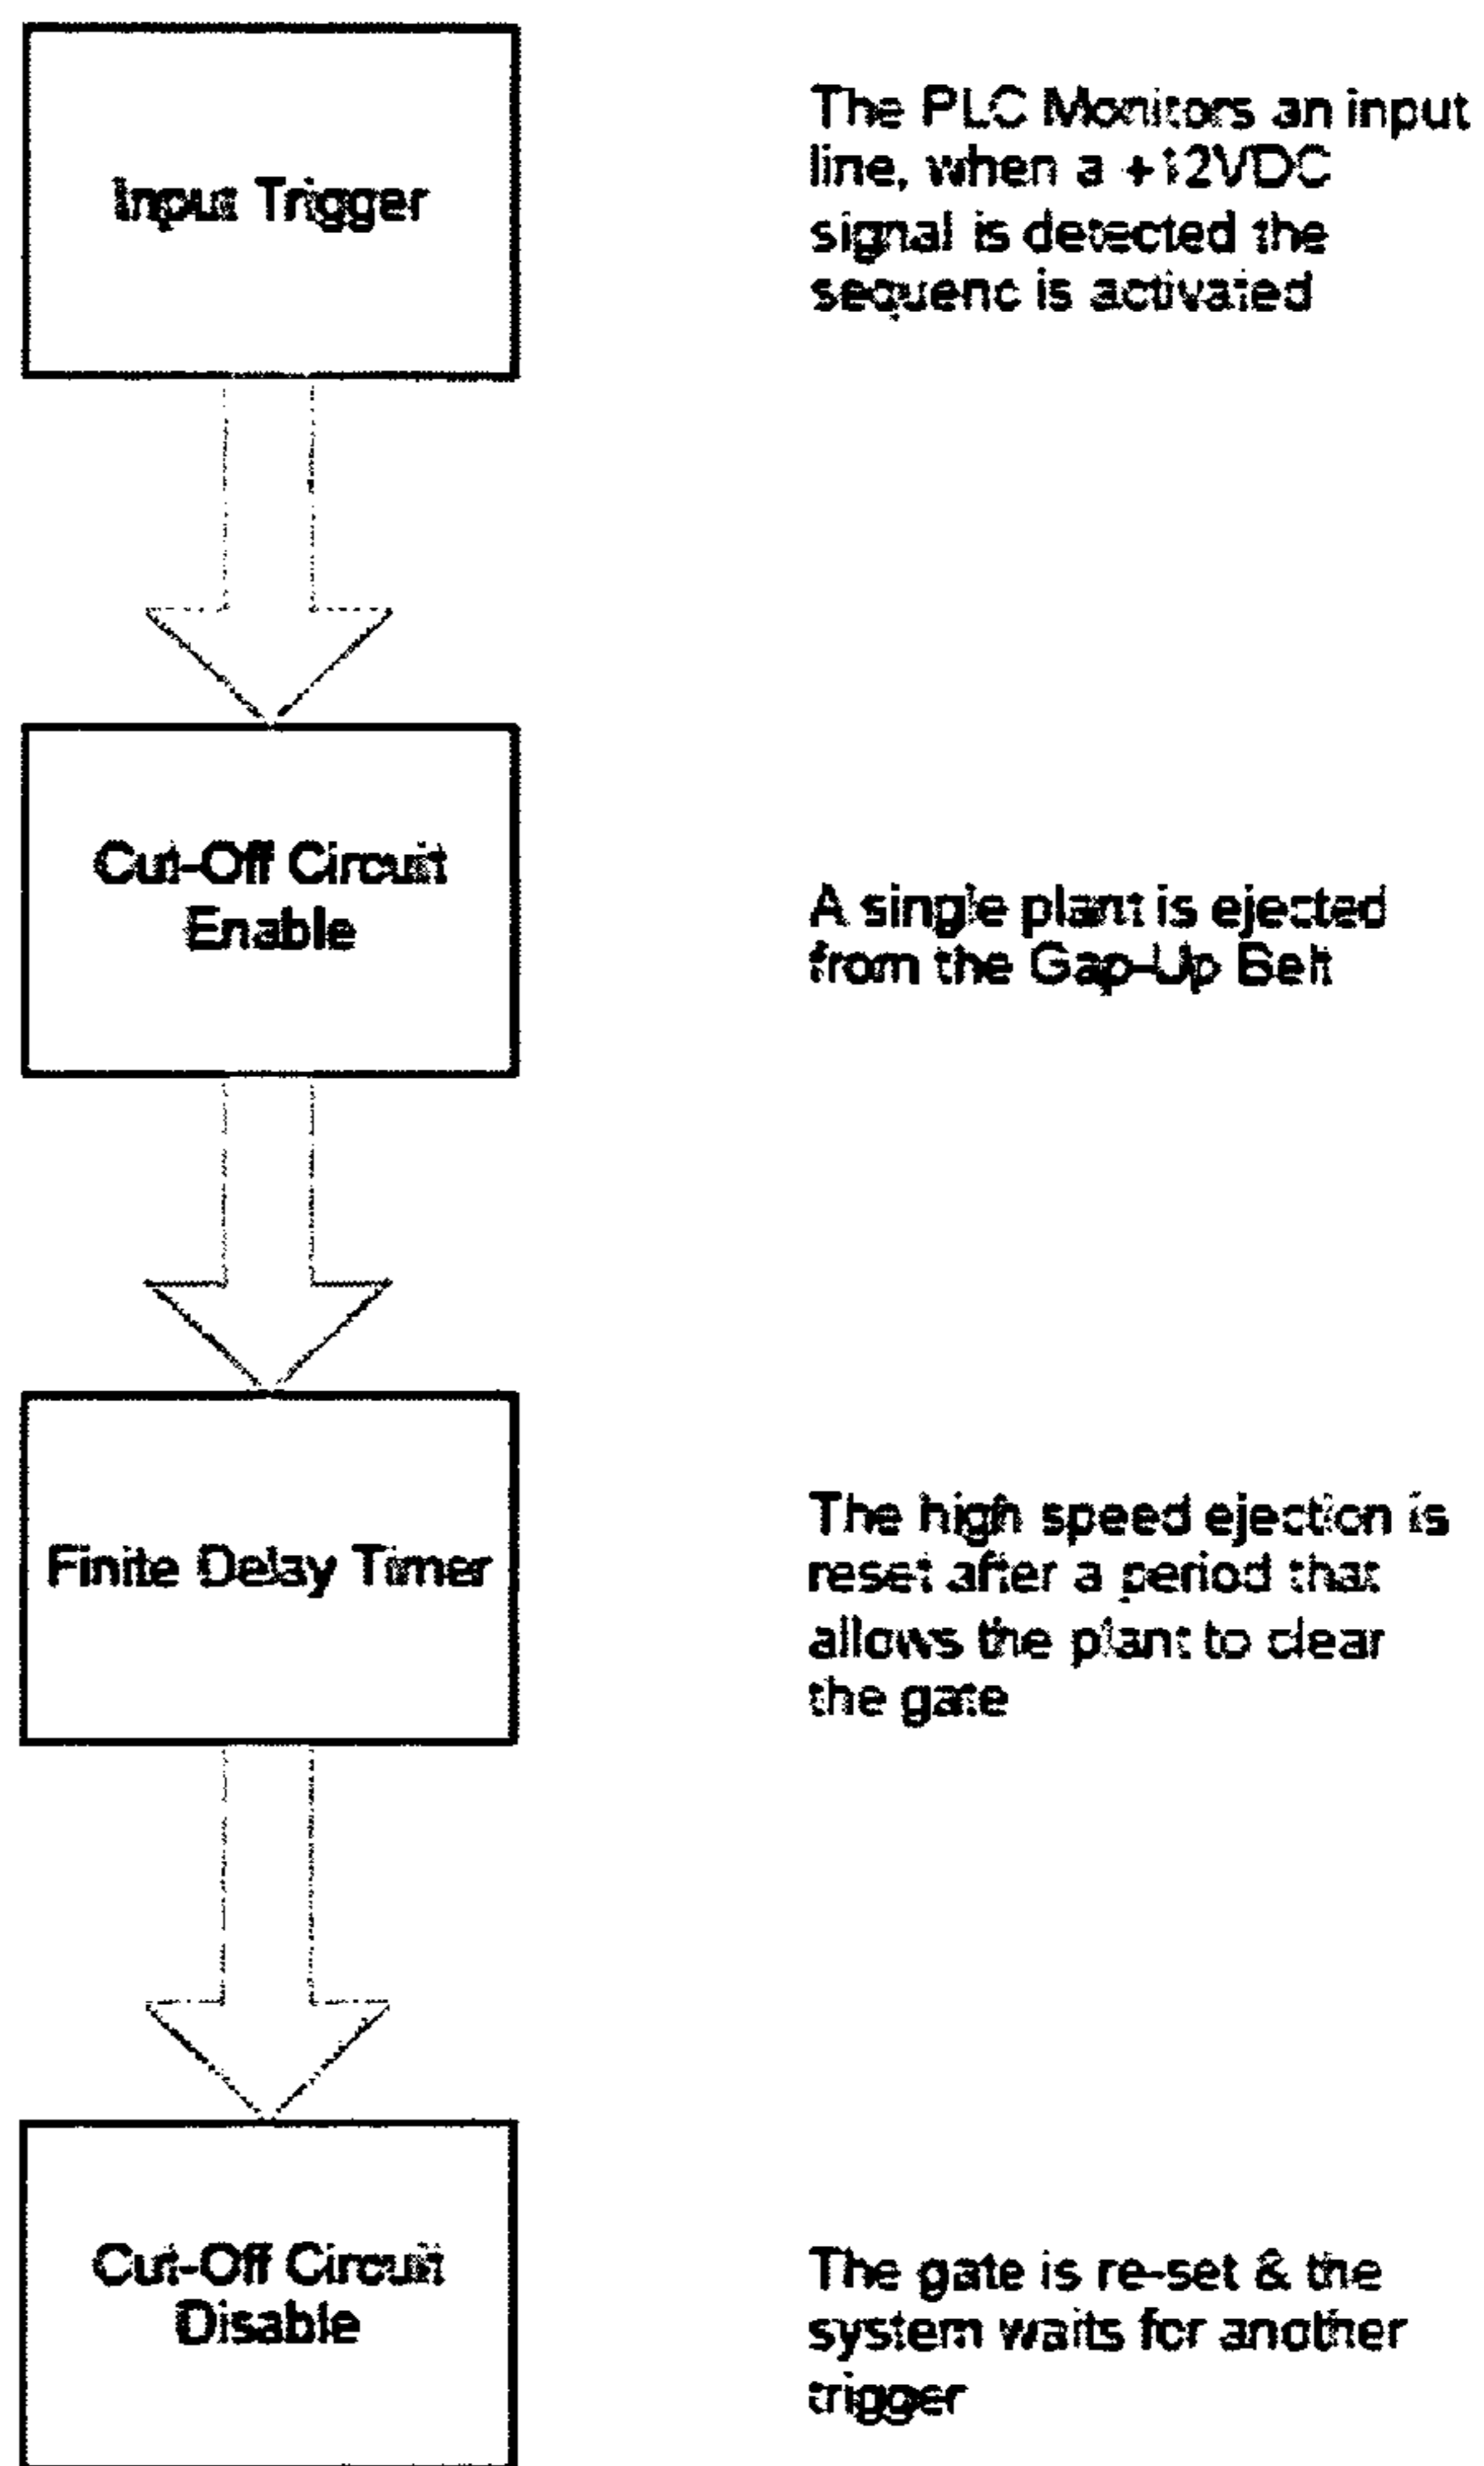 Input Trigger
The PLC Monitors an input
line, when a +12VDC
signal is detected the
sequenc is activated
Cut-Off Circuit
Enable
A single plant is ejected
from the Gap-Up Belt
Finite Delay Timer
The high speed ejection is
reset after a period that
allows the plant to clear
the gate
Cut-Off Circuit
Disable
The gate is re-set & the
system waits for another
trigger